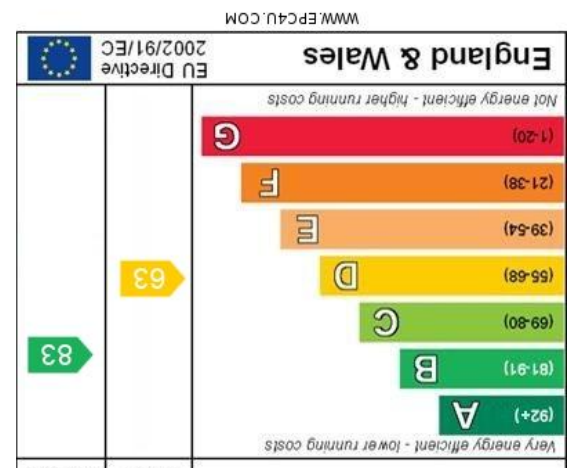 Very energy efficient - lower running costs
(92+) A
(81-91) B
83
(69-80) C
(55-68) D
63
(39-54) E
(21-38) F
(1-20) G
Not energy efficient - higher running costs
England & Wales
EU Directive
2002/91/EC
WWW.EPC4U.COM